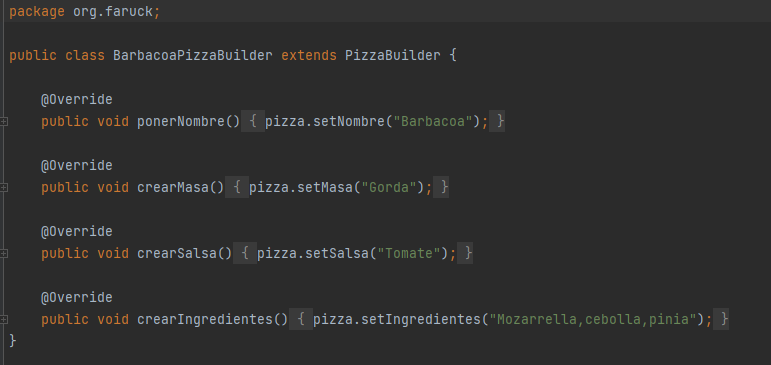 package org.faruck;
public class BarbacoaPizzaBuilder extends PizzaBuilder {
@Override
public void ponerNombre() { pizza.setNombre("Barbacoa"); }
@Override
public void crearMasa() { pizza.setMasa("Gorda"); }
@Override
public void crearSalsa() { pizza.setSalsa("Tomate"); }
@Override
public void crearIngredientes() { pizza.setIngredientes("Mozarrella,cebolla,pinia"); }
}